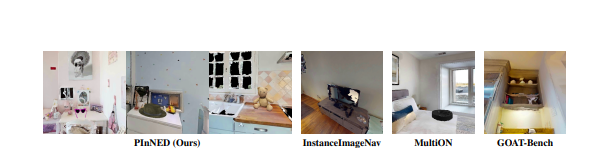 PInNED (Ours)
InstanceImageNav
MultiON
GOAT-Bench